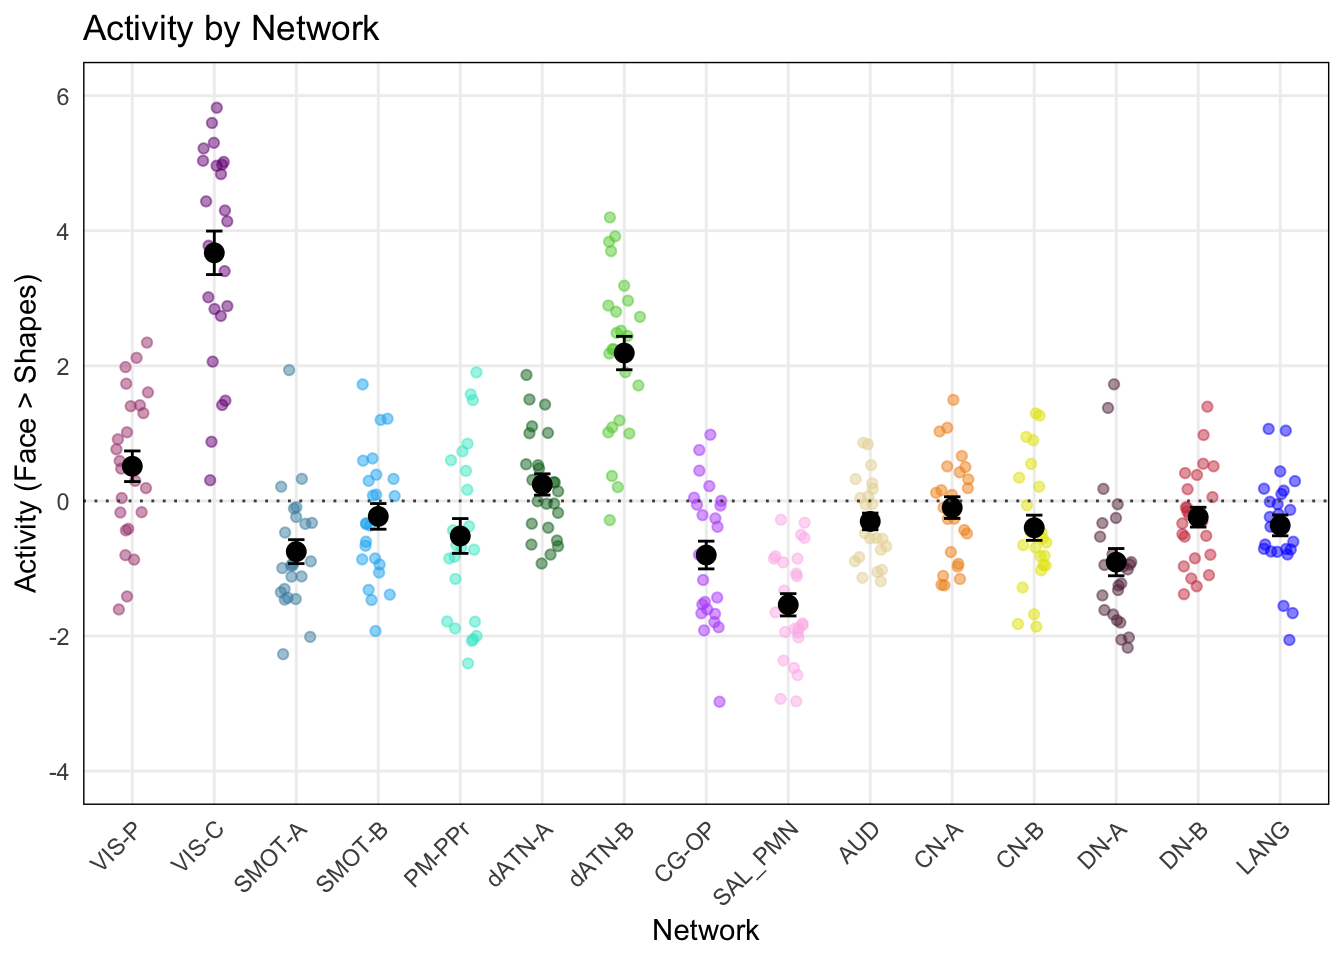 Activity by Network
Activity (Face > Shapes)
6
4
2
0
-2
-4
VIS-P
VIS-C
SMOT-A
SMOT-B
PM-PPr
dATN-A
dATN-B
CG-OP
SAL_PMN
AUD
CN-A
CN-B
DN-A
DN-B
LANG
Network